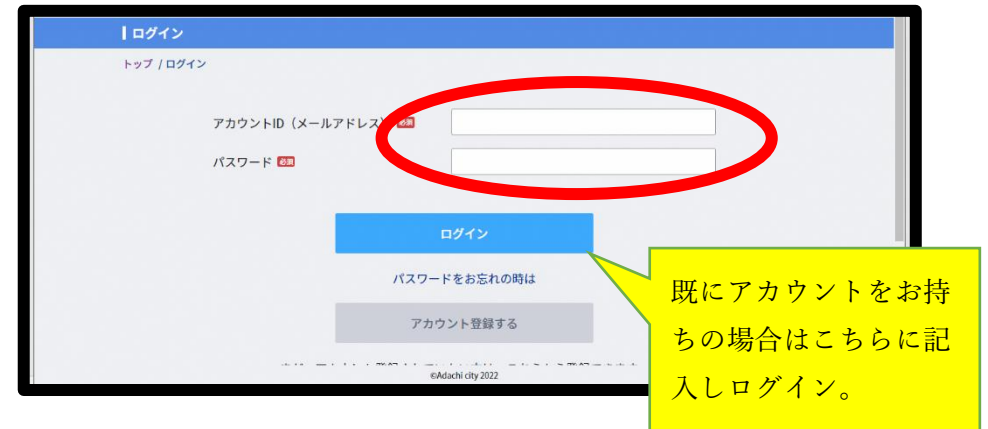 ログイン
トップ / ログイン
アカウントID（メールアドレス） 必須
パスワード 必須
ログイン
パスワードをお忘れの時は
アカウント登録する
©Adachi city 2022
既にアカウントをお持
ちの場合はこちらに記
入しログイン。